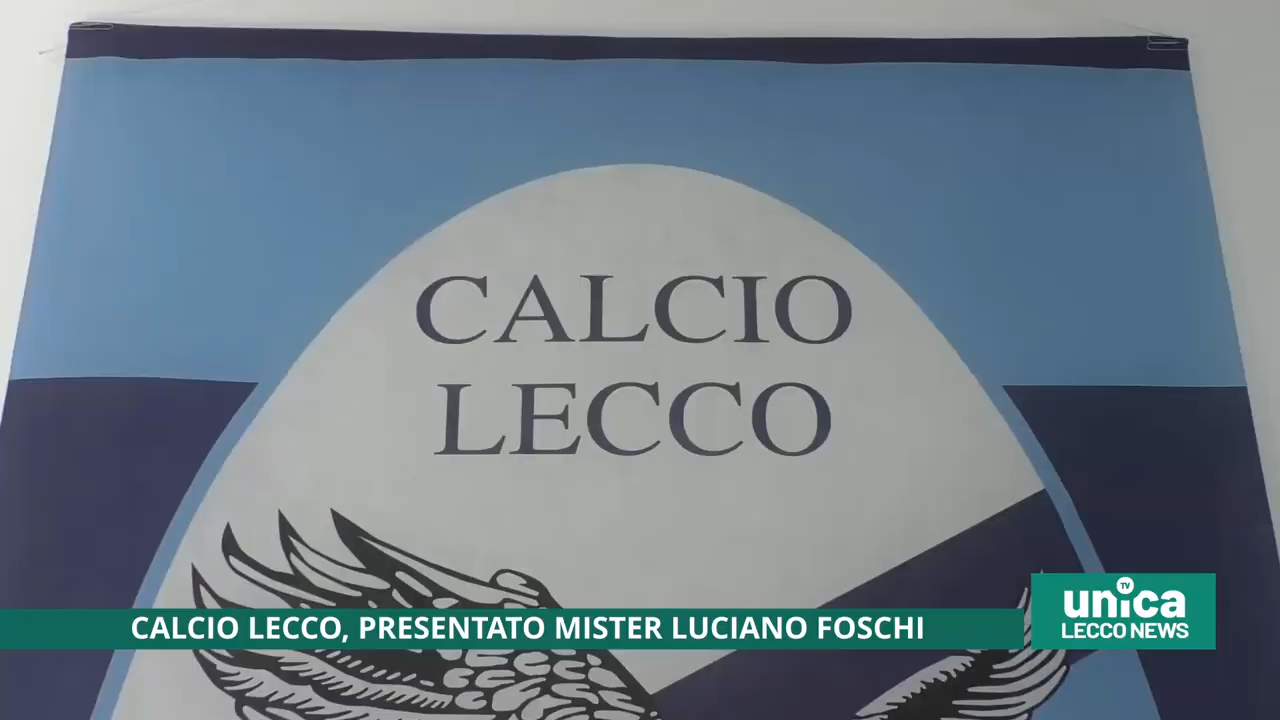 CALCIO
LECCO
CALCIO LECCO, PRESENTATO MISTER LUCIANO FOSCHI
TV
unica
LECCO NEWS